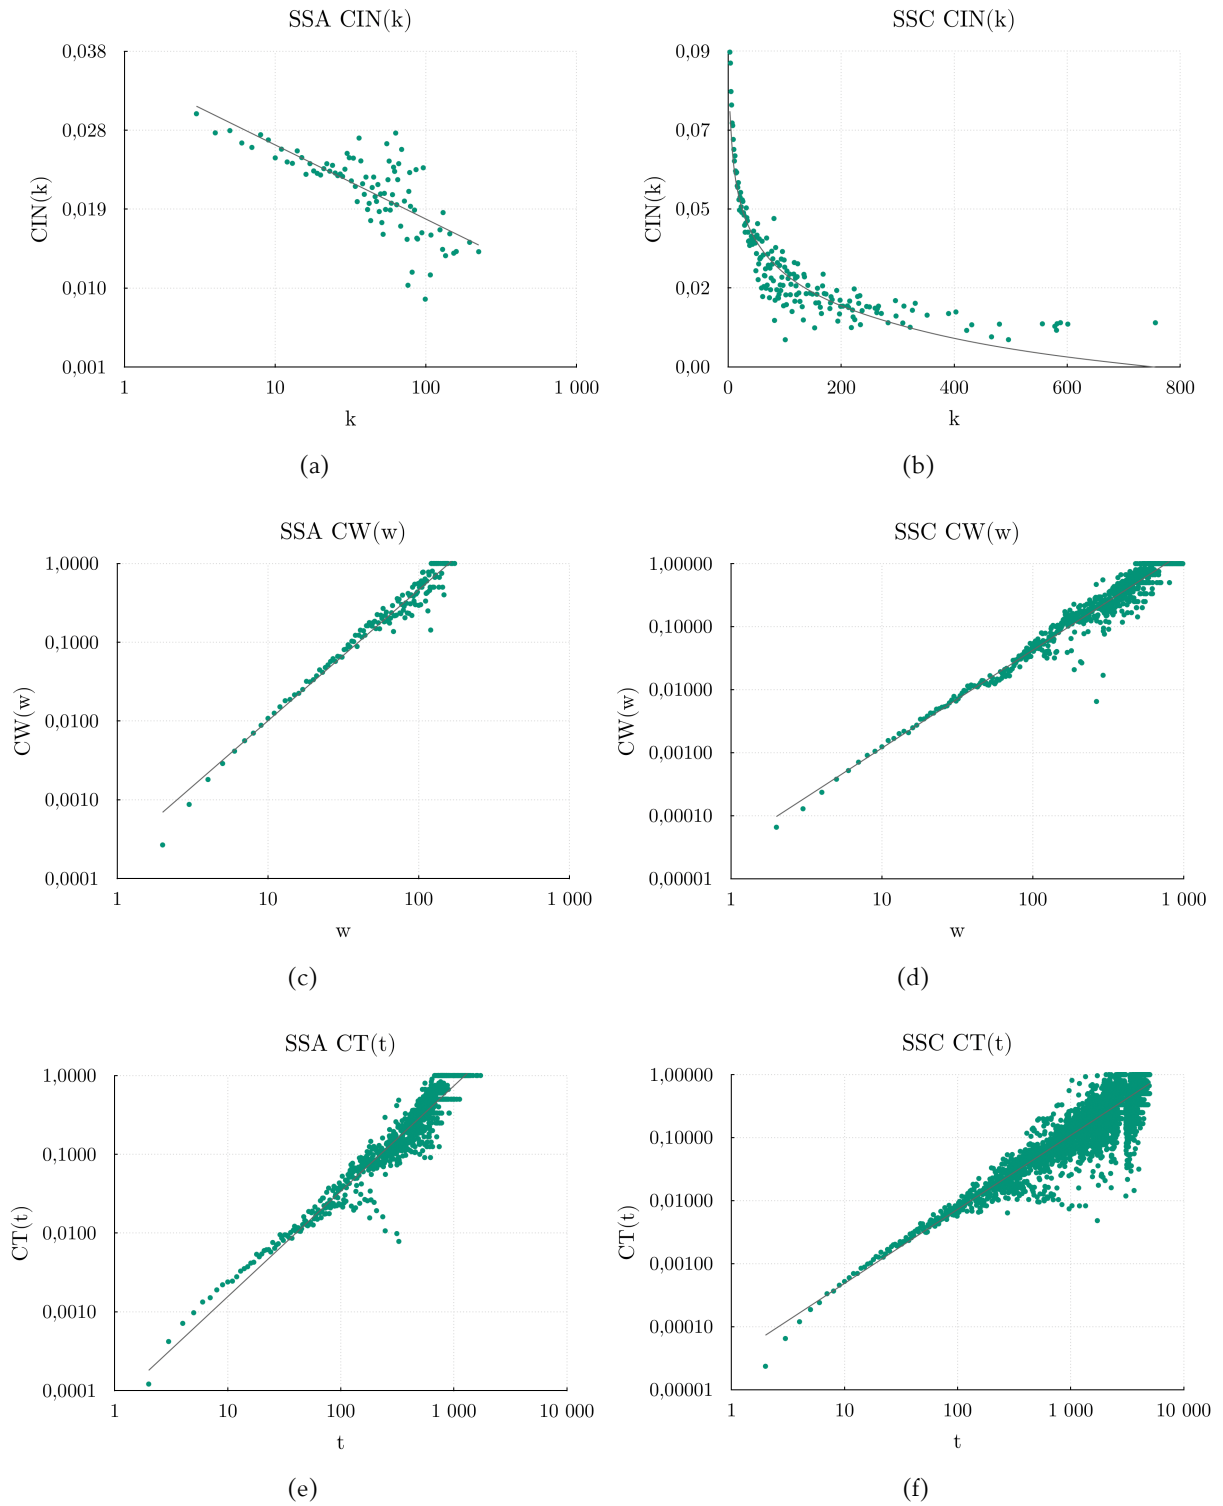 SSA CIN(k)
0,038
0,028
0,019
0,010
0,001
CIN(k)
1 10 100 1 000
k
(a)
SSC CIN(k)
0,09
0,07
0,05
0,02
0,00
CIN(k)
0 200 400 600 800
k
(b)
SSA CW(w)
1,0000
0,1000
0,0100
0,0010
0,0001
CW(w)
1 10 100 1 000
w
(c)
SSC CW(w)
1,00000
0,10000
0,01000
0,00100
0,00010
0,00001
CW(w)
1 10 100 1 000
w
(d)
SSA CT(t)
1,0000
0,1000
0,0100
0,0010
0,0001
CT(t)
1 10 100 1 000 10 000
t
(e)
SSC CT(t)
1,00000
0,10000
0,01000
0,00100
0,00010
0,00001
CT(t)
1 10 100 1 000 10 000
t
(f)